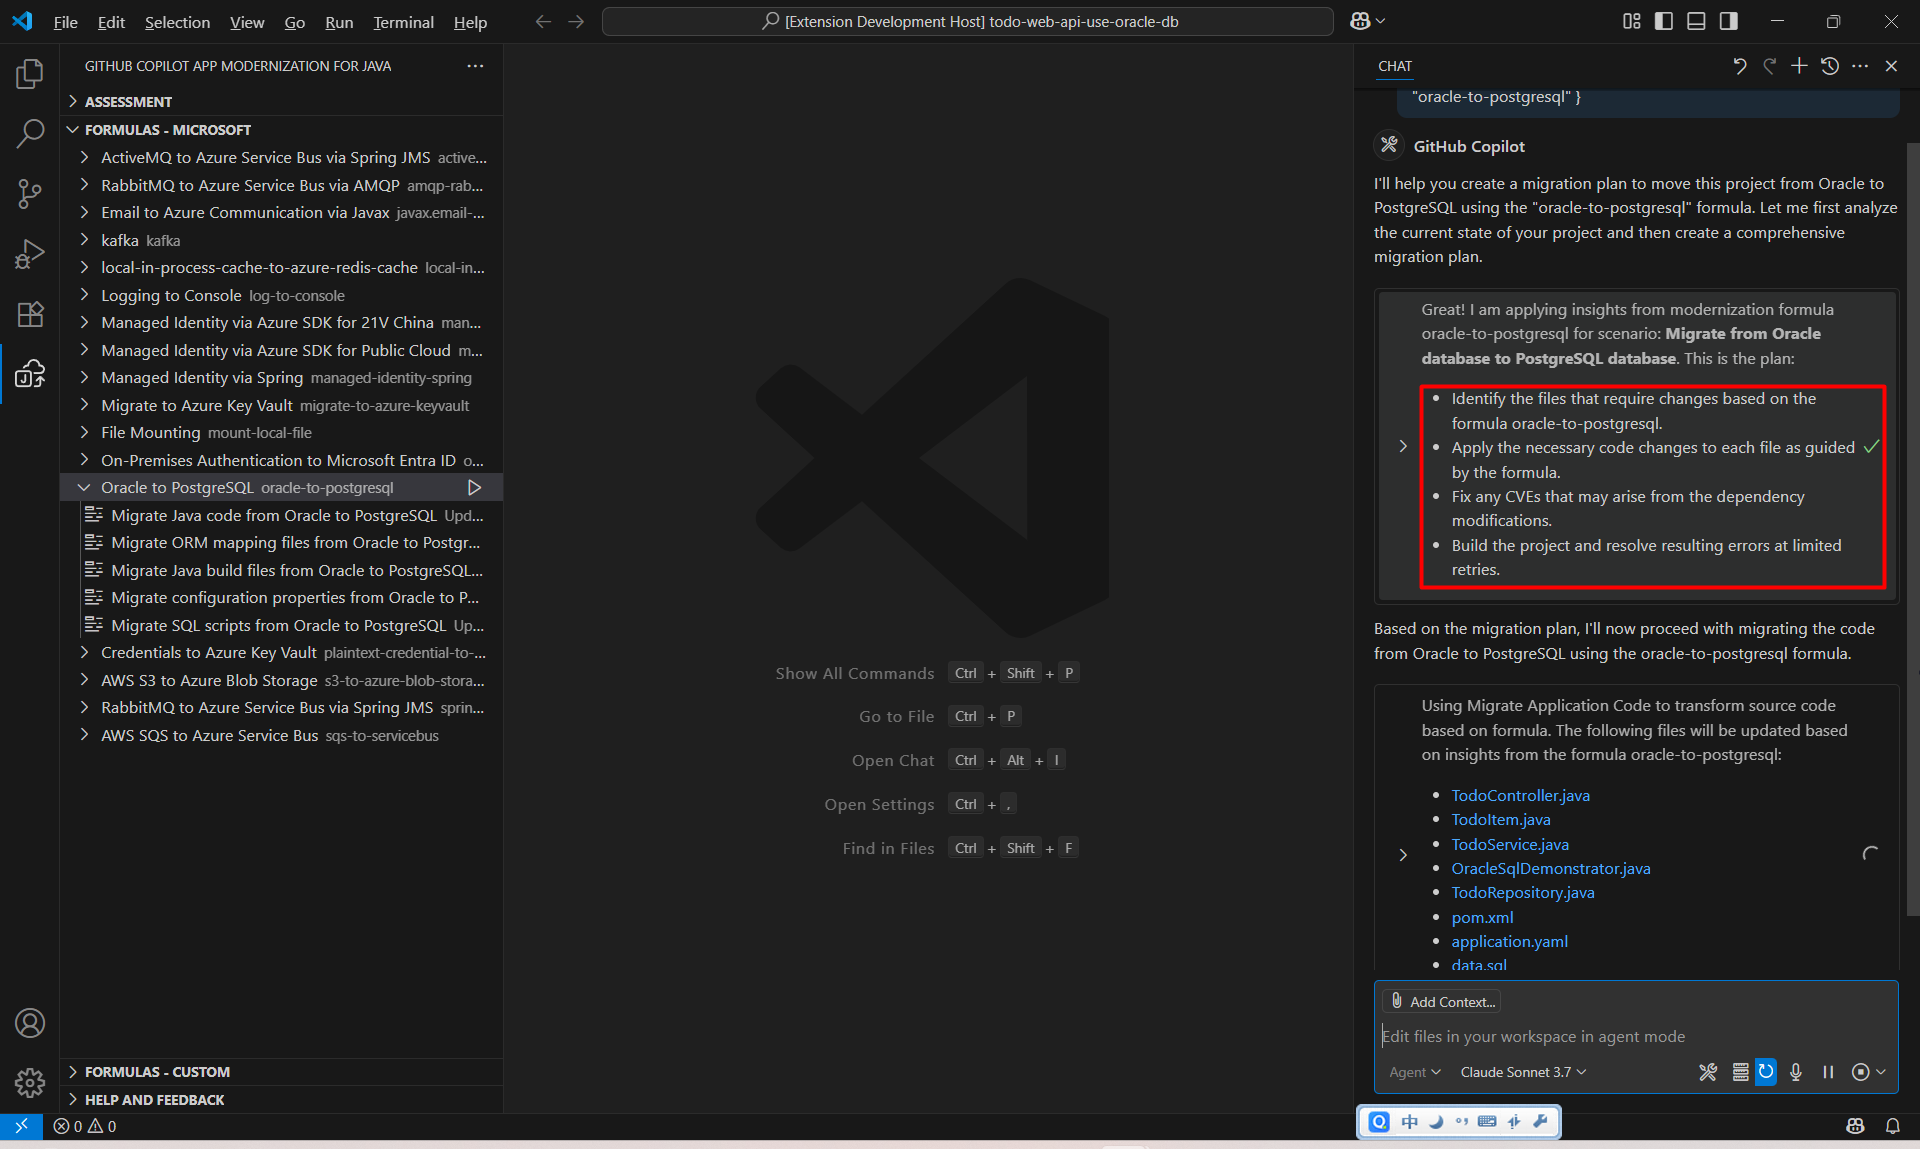 File Edit Selection View Go Run Terminal Help
[Extension Development Host] todo-web-api-use-oracle-db
GITHUB COPILOT APP MODERNIZATION FOR JAVA
ASSESSMENT
FORMULAS - MICROSOFT
ActiveMQ to Azure Service Bus via Spring JMS active...
RabbitMQ to Azure Service Bus via AMQP amqp-rab...
Email to Azure Communication via Javax javax.email-...
kafka kafka
local-in-process-cache-to-azure-redis-cache local-in...
Logging to Console log-to-console
Managed Identity via Azure SDK for 21V China man...
Managed Identity via Azure SDK for Public Cloud m...
Managed Identity via Spring managed-identity-spring
Migrate to Azure Key Vault migrate-to-azure-keyvault
File Mounting mount-local-file
On-Premises Authentication to Microsoft Entra ID o...
Oracle to PostgreSQL oracle-to-postgresql
Migrate Java code from Oracle to PostgreSQL Upd...
Migrate ORM mapping files from Oracle to Postgr...
Migrate Java build files from Oracle to PostgreSQL...
Migrate configuration properties from Oracle to P...
Migrate SQL scripts from Oracle to PostgreSQL Up...
Credentials to Azure Key Vault plaintext-credential-to-...
AWS S3 to Azure Blob Storage s3-to-azure-blob-stora...
RabbitMQ to Azure Service Bus via Spring JMS sprin...
AWS SQS to Azure Service Bus sqs-to-servicebus
FORMULAS - CUSTOM
HELP AND FEEDBACK
0 0
Show All Commands Ctrl + Shift + P
Go to File Ctrl + P
Open Chat Ctrl + Alt + I
Open Settings Ctrl + ,
Find in Files Ctrl + Shift + F
CHAT
"oracle-to-postgresql" }
GitHub Copilot
I'll help you create a migration plan to move this project from Oracle to
PostgreSQL using the "oracle-to-postgresql" formula. Let me first analyze
the current state of your project and then create a comprehensive
migration plan.
Great! I am applying insights from modernization formula
oracle-to-postgresql for scenario: Migrate from Oracle
database to PostgreSQL database. This is the plan:
• Identify the files that require changes based on the
formula oracle-to-postgresql.
• Apply the necessary code changes to each file as guided
by the formula.
• Fix any CVEs that may arise from the dependency
modifications.
• Build the project and resolve resulting errors at limited
retries.
Based on the migration plan, I'll now proceed with migrating the code
from Oracle to PostgreSQL using the oracle-to-postgresql formula.
Using Migrate Application Code to transform source code
based on formula. The following files will be updated based
on insights from the formula oracle-to-postgresql:
• TodoController.java
• TodoItem.java
• TodoService.java
• OracleSqlDemonstrator.java
• TodoRepository.java
• pom.xml
• application.yaml
• data.sql
Add Context...
Edit files in your workspace in agent mode
Agent Claude Sonnet 3.7
中